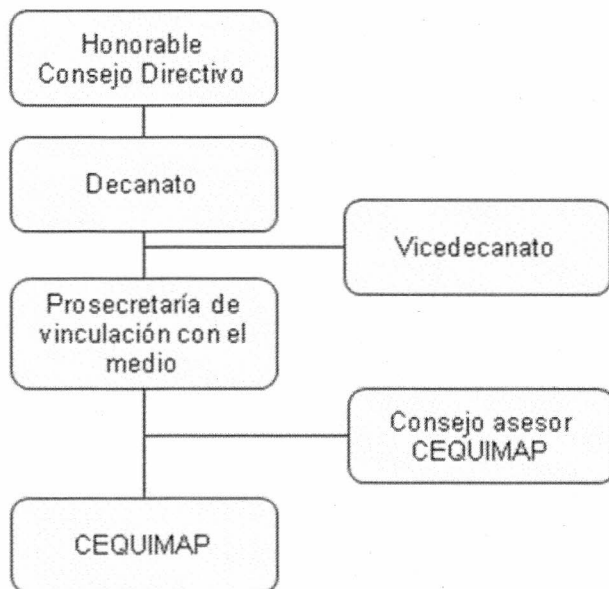 Honorable
Consejo Directivo
Decanato
Vicedecanato
Prosecretaría de
vinculación con el
medio
Consejo asesor
CEQUIMAP
CEQUIMAP